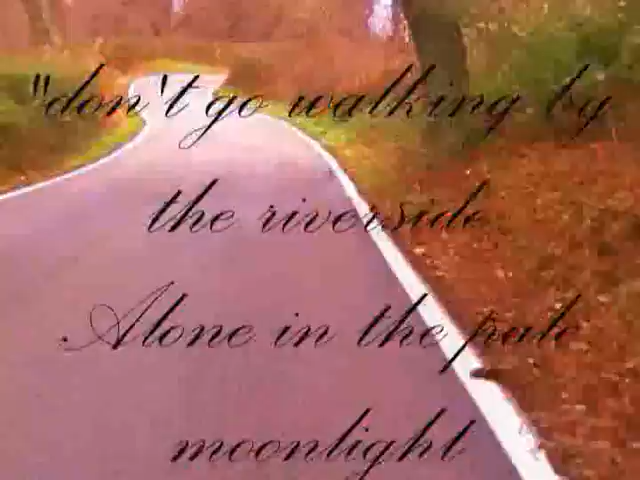 "don't go walking by
the riverside
Alone in the pale
moonlight